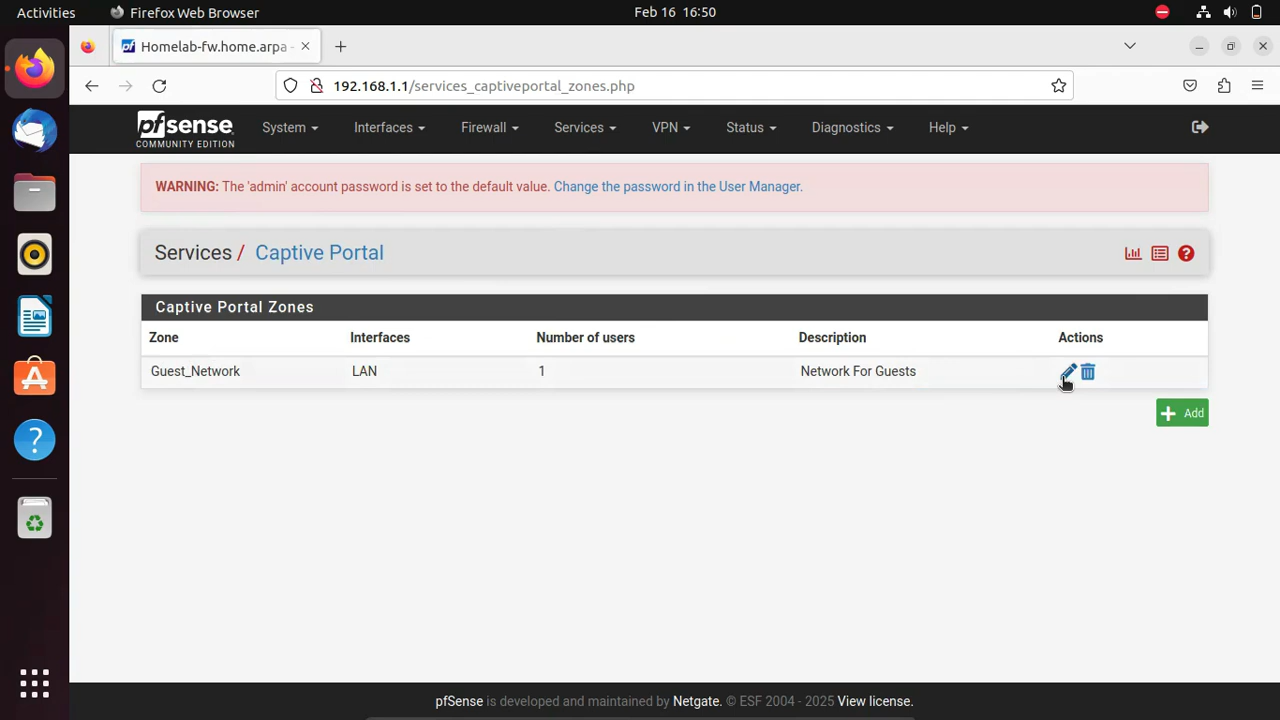 Activities Firefox Web Browser Feb 16 16:50
Homelab-fw.home.arpa -
192.168.1.1/services_captiveportal_zones.php
pfsense COMMUNITY EDITION System Interfaces Firewall Services VPN Status Diagnostics Help
WARNING: The 'admin' account password is set to the default value. Change the password in the User Manager.
Services / Captive Portal
Captive Portal Zones
Zone Interfaces Number of users Description Actions
Guest_Network LAN 1 Network For Guests
Add
pfSense is developed and maintained by Netgate. © ESF 2004 - 2025 View license.